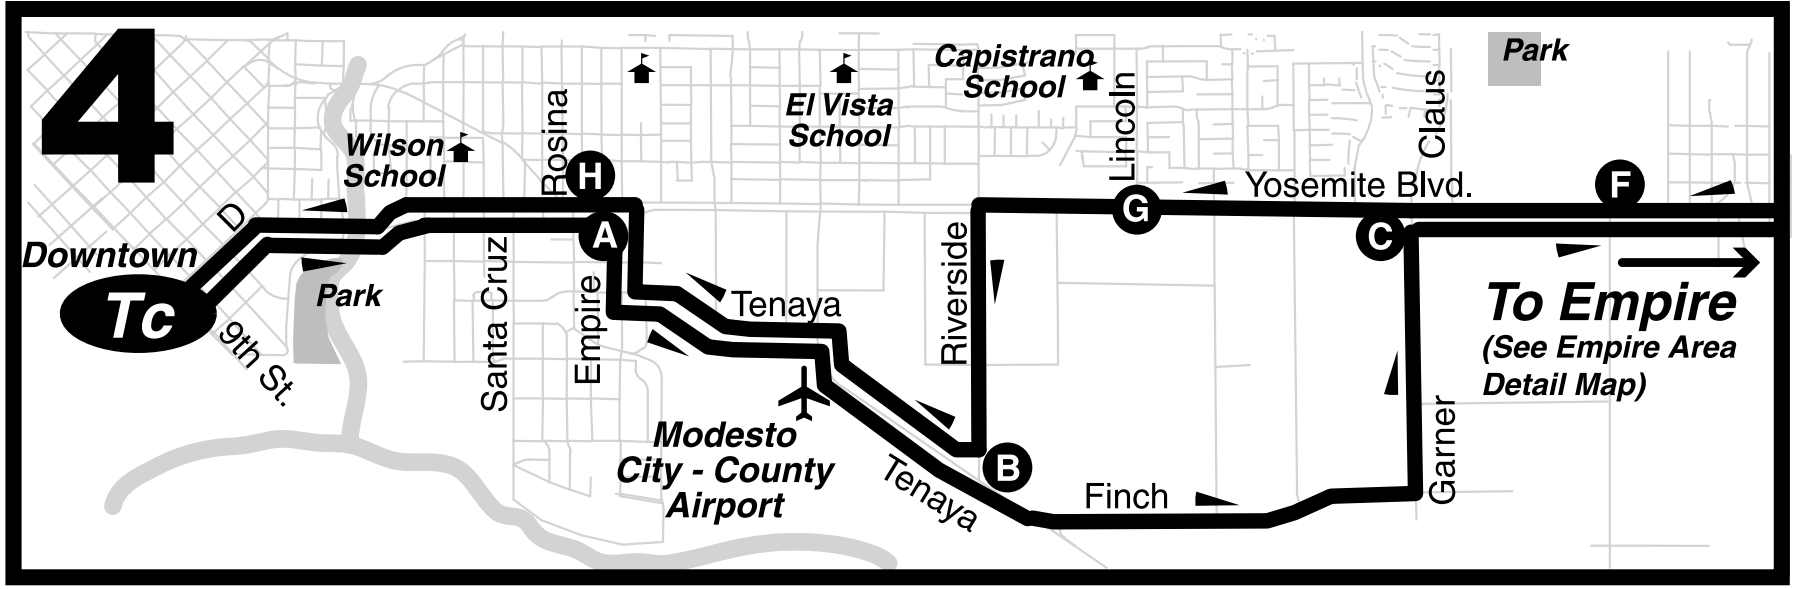 4
Park
Capistrano
School
El Vista
School
Wilson
School
Rosina
Lincoln
Claus
H
F
G
Yosemite Blvd.
D
A
C
Downtown
Tc
Park
9th St.
Santa Cruz
Empire
Tenaya
Riverside
To Empire
(See Empire Area
Detail Map)
Modesto
City - County
Airport
Tenaya
B
Finch
Garner